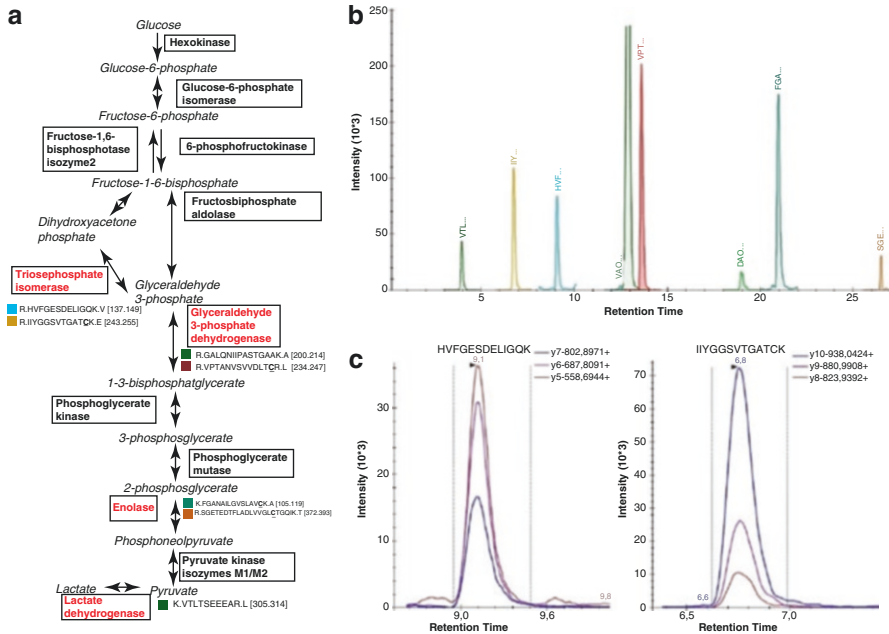 a
Glucose
Hexokinase
Glucose-6-phosphate
Glucose-6-phosphate
isomerase
Fructose-6-phosphate
Fructose-1,6-
bisphosphotase
isozyme2
6-phosphofructokinase
Fructose-1-6-bisphosphate
Fructosbiphosphate
aldolase
Dihydroxyacetone
phosphate
Triosephosphate
isomerase
Glyceraldehyde
3-phosphate
R.HVFGESDELIGQK.V [137.149]
R.IIYGGSVTGATCK.E [243.255]
Glyceraldehyde
3-phosphate
dehydrogenase
R.GALQNIIPASTGAAK.A [200.214]
R.VPTANVSVVDLTCR.L [234.247]
1-3-bisphosphatglycerate
Phosphoglycerate
kinase
3-phosphosglycerate
Phosphoglycerate
mutase
2-phosphosglycerate
Enolase
K.FGANAILGVSLAVCK.A [105.119]
R.SGETEDTFLADLVVGLCTGQIK.T [372.393]
Phosphoneolpyruvate
Pyruvate kinase
isozymes M1/M2
Lactate
Pyruvate
Lactate
dehydrogenase
K.VTLTSEEEAR.L [305.314]
b
Intensity (10*3)
250
200
150
100
50
0
VTL...
IIY...
HVF...
VAO...
VPT...
DAO...
FGA...
SGE...
5
10
15
20
25
Retention Time
c
HVFGESDELIGQK
9,1
y7-802,8971+
y6-687,8091+
y5-558,6944+
Intensity (10*3)
30
20
10
0
9,8
9,0
9,6
Retention Time
IIYGGSVTGATCK
6,8
y10-938,0424+
y9-880,9908+
y8-823,9392+
Intensity (10*3)
70
60
50
40
30
20
10
0
6,6
6,5
7,0
Retention Time